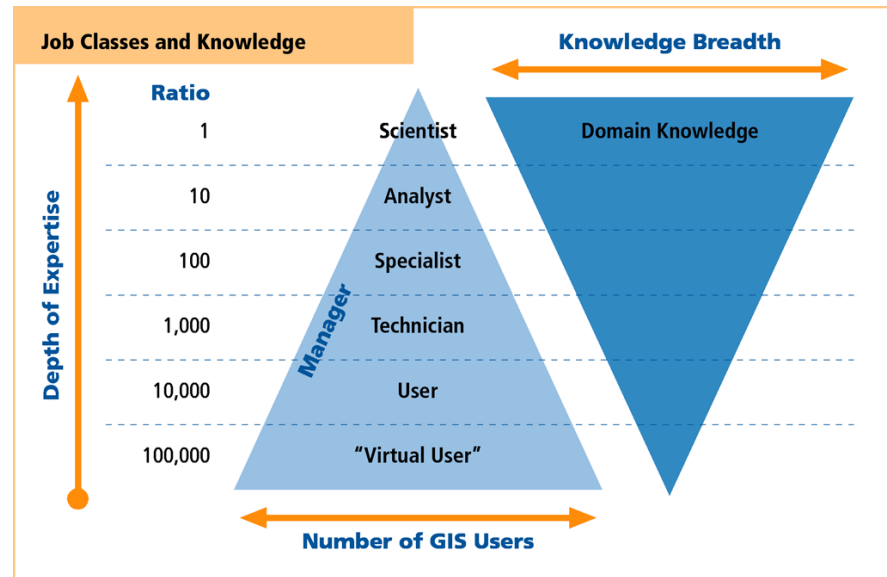 Job Classes and Knowledge
Knowledge Breadth
Ratio
1
Scientist
Domain Knowledge
10
Analyst
100
Specialist
1,000
Technician
10,000
User
100,000
“Virtual User”
Manager
Depth of Expertise
Number of GIS Users